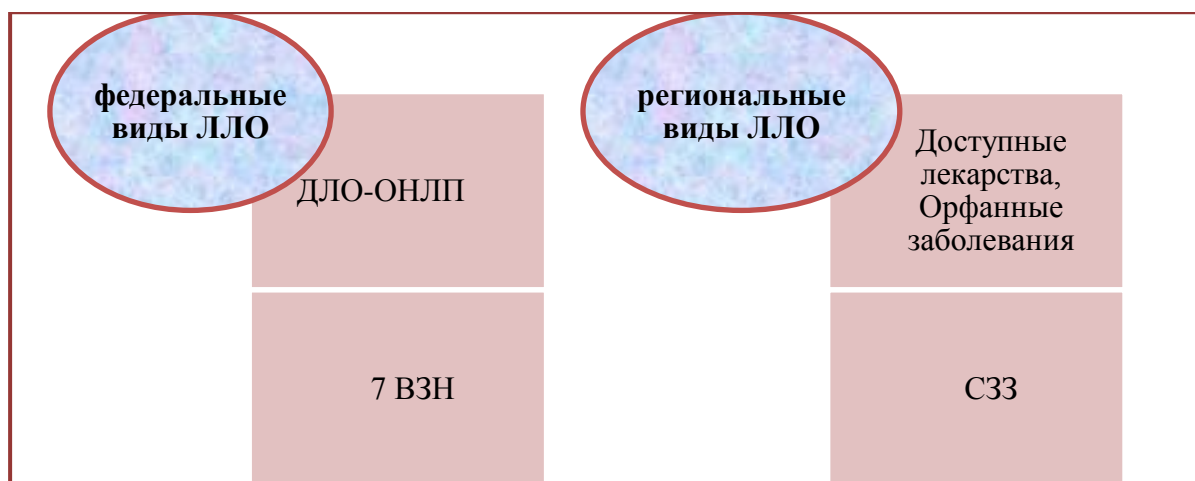 федеральные
виды ЛЛО
ДЛО-ОНЛП
7 ВЗН
региональные
виды ЛЛО
Доступные
лекарства,
Орфанные
заболевания
СЗЗ